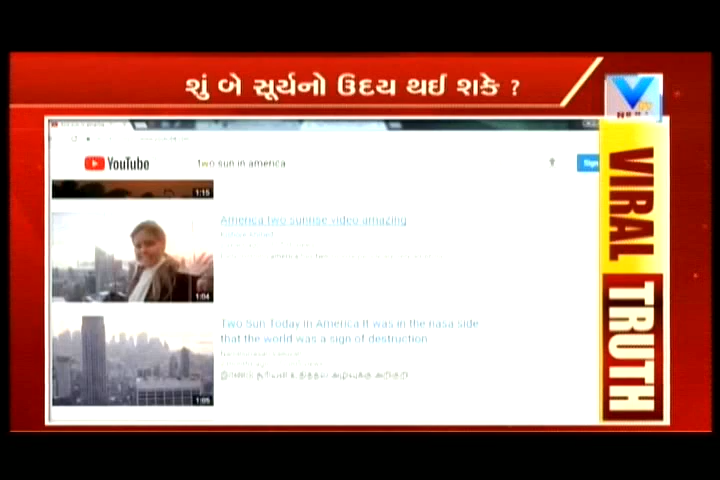 શું બે સૂર્યનો ઉદય થઈ શકે ?
V
NEWS
VIRAL TRUTH
YouTube
two sun in america
Sign
1:15
America two sunrise video amazing
1:04
Two Sun Today in America It was in the nasa side
that the world was a sign of destruction
1:05